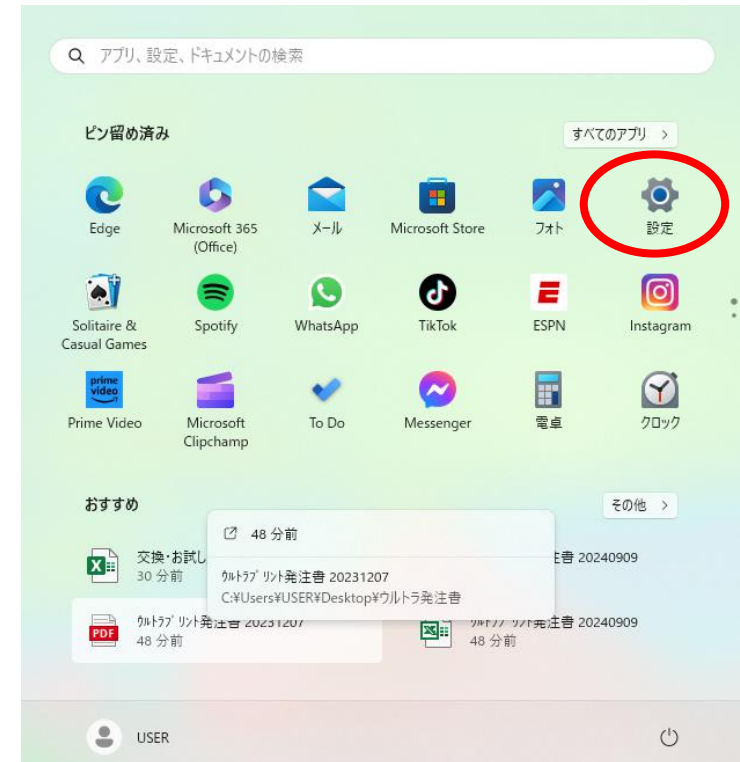 アプリ、設定、ドキュメントの検索
ピン留め済み
すべてのアプリ >
Edge
Microsoft 365 (Office)
メール
Microsoft Store
フォト
設定
Solitaire & Casual Games
Spotify
WhatsApp
TikTok
ESPN
Instagram
prime video
Prime Video
Microsoft Clipchamp
To Do
Messenger
電卓
クロック
おすすめ
その他 >
48 分前
ウルトラプリント発注書 20231207
C:¥Users¥USER¥Desktop¥ウルトラ発注書
交換・お試し
30 分前
注書 20240909
PDF
ウルトラプリント発注書 20231207
48 分前
ウルトラプリント発注書 20240909
48 分前
USER